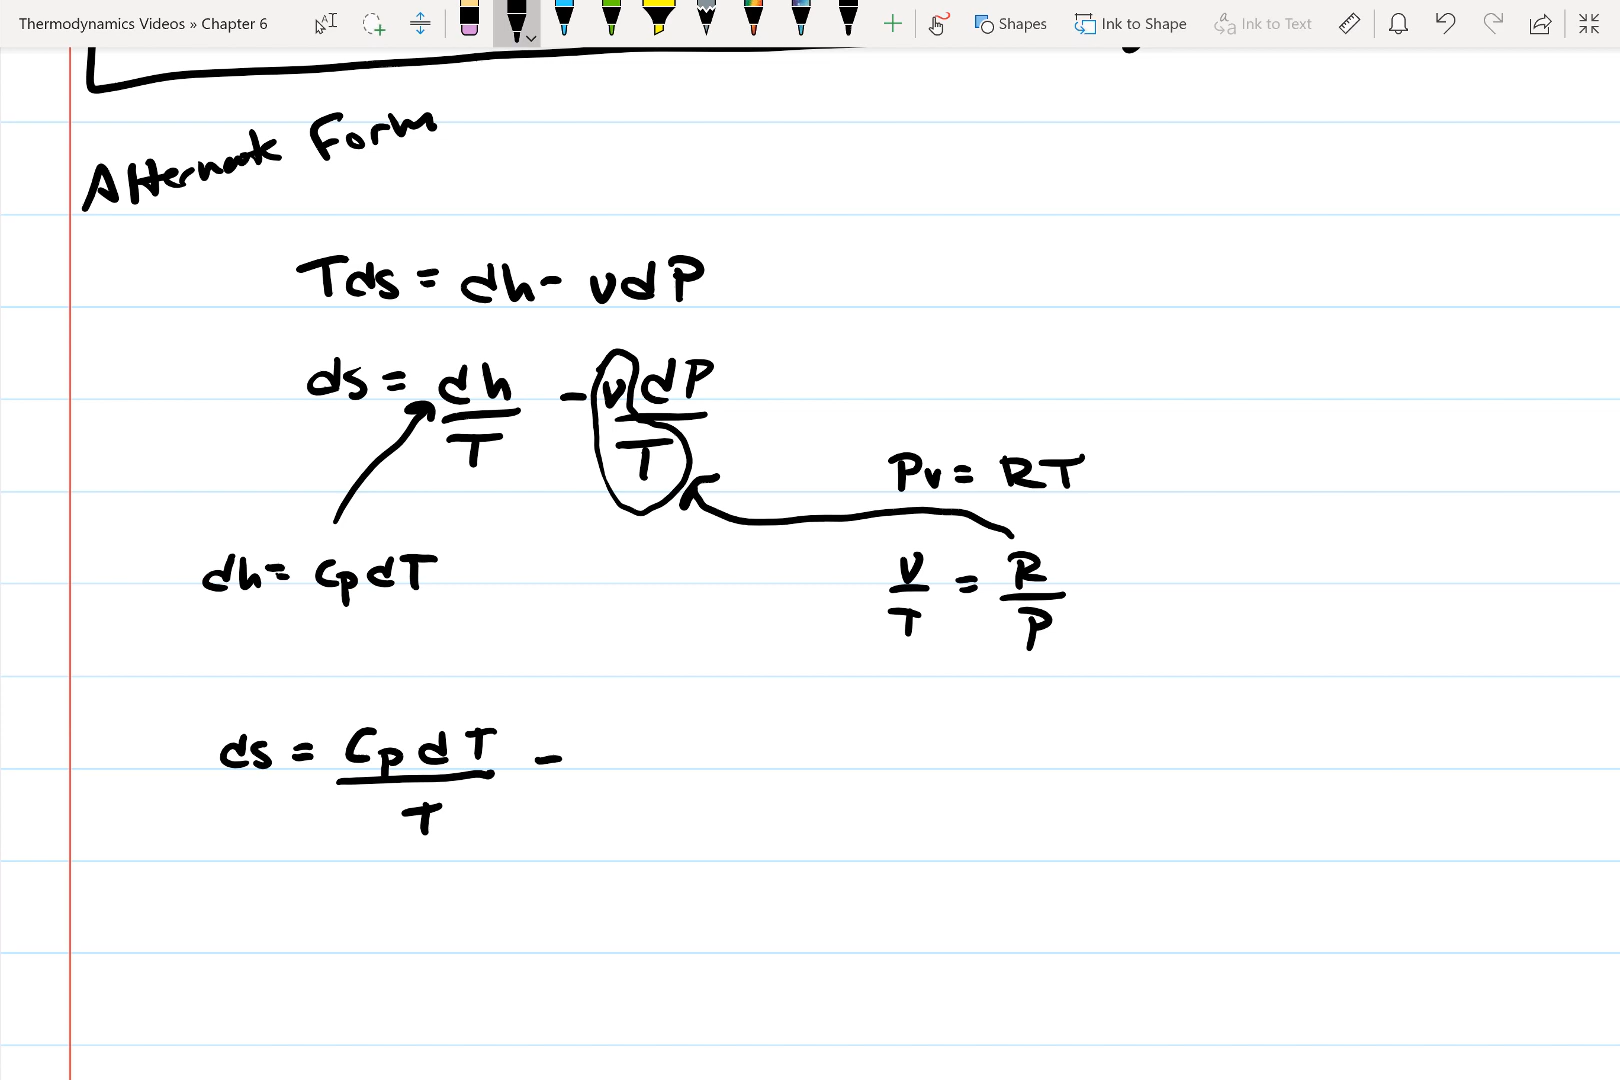 Thermodynamics Videos » Chapter 6
Shapes
Ink to Shape
Ink to Text
Alternate Form
Tds = dh - vdP
ds = dh/T - vdP/T
Pv = RT
dh = CpdT
v/T = R/P
ds = CpdT/T -